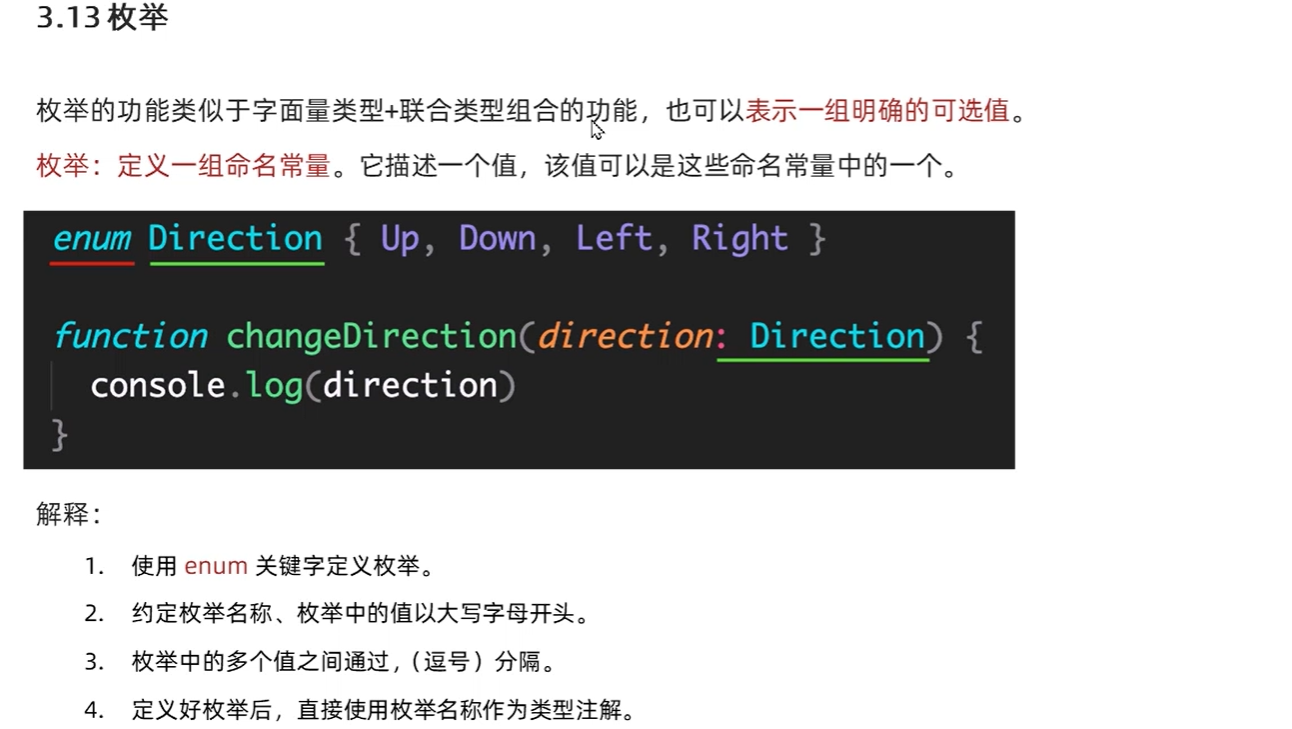 3.13 枚举
枚举的功能类似于字面量类型+联合类型组合的功能，也可以表示一组明确的可选值。
枚举：定义一组命名常量。它描述一个值，该值可以是这些命名常量中的一个。
enum Direction { Up, Down, Left, Right }
function changeDirection(direction: Direction) {
  console.log(direction)
}
解释：
1. 使用 enum 关键字定义枚举。
2. 约定枚举名称、枚举中的值以大写字母开头。
3. 枚举中的多个值之间通过，（逗号）分隔。
4. 定义好枚举后，直接使用枚举名称作为类型注解。